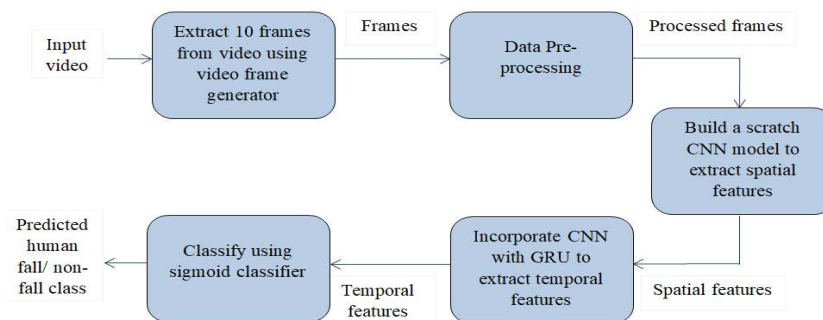 Input
video
Extract 10 frames
from video using
video frame
generator
Frames
Data Pre-
processing
Processed frames
Build a scratch
CNN model to
extract spatial
features
Spatial features
Incorporate CNN
with GRU to
extract temporal
features
Temporal
features
Classify using
sigmoid classifier
Predicted
human
fall/ non-
fall class